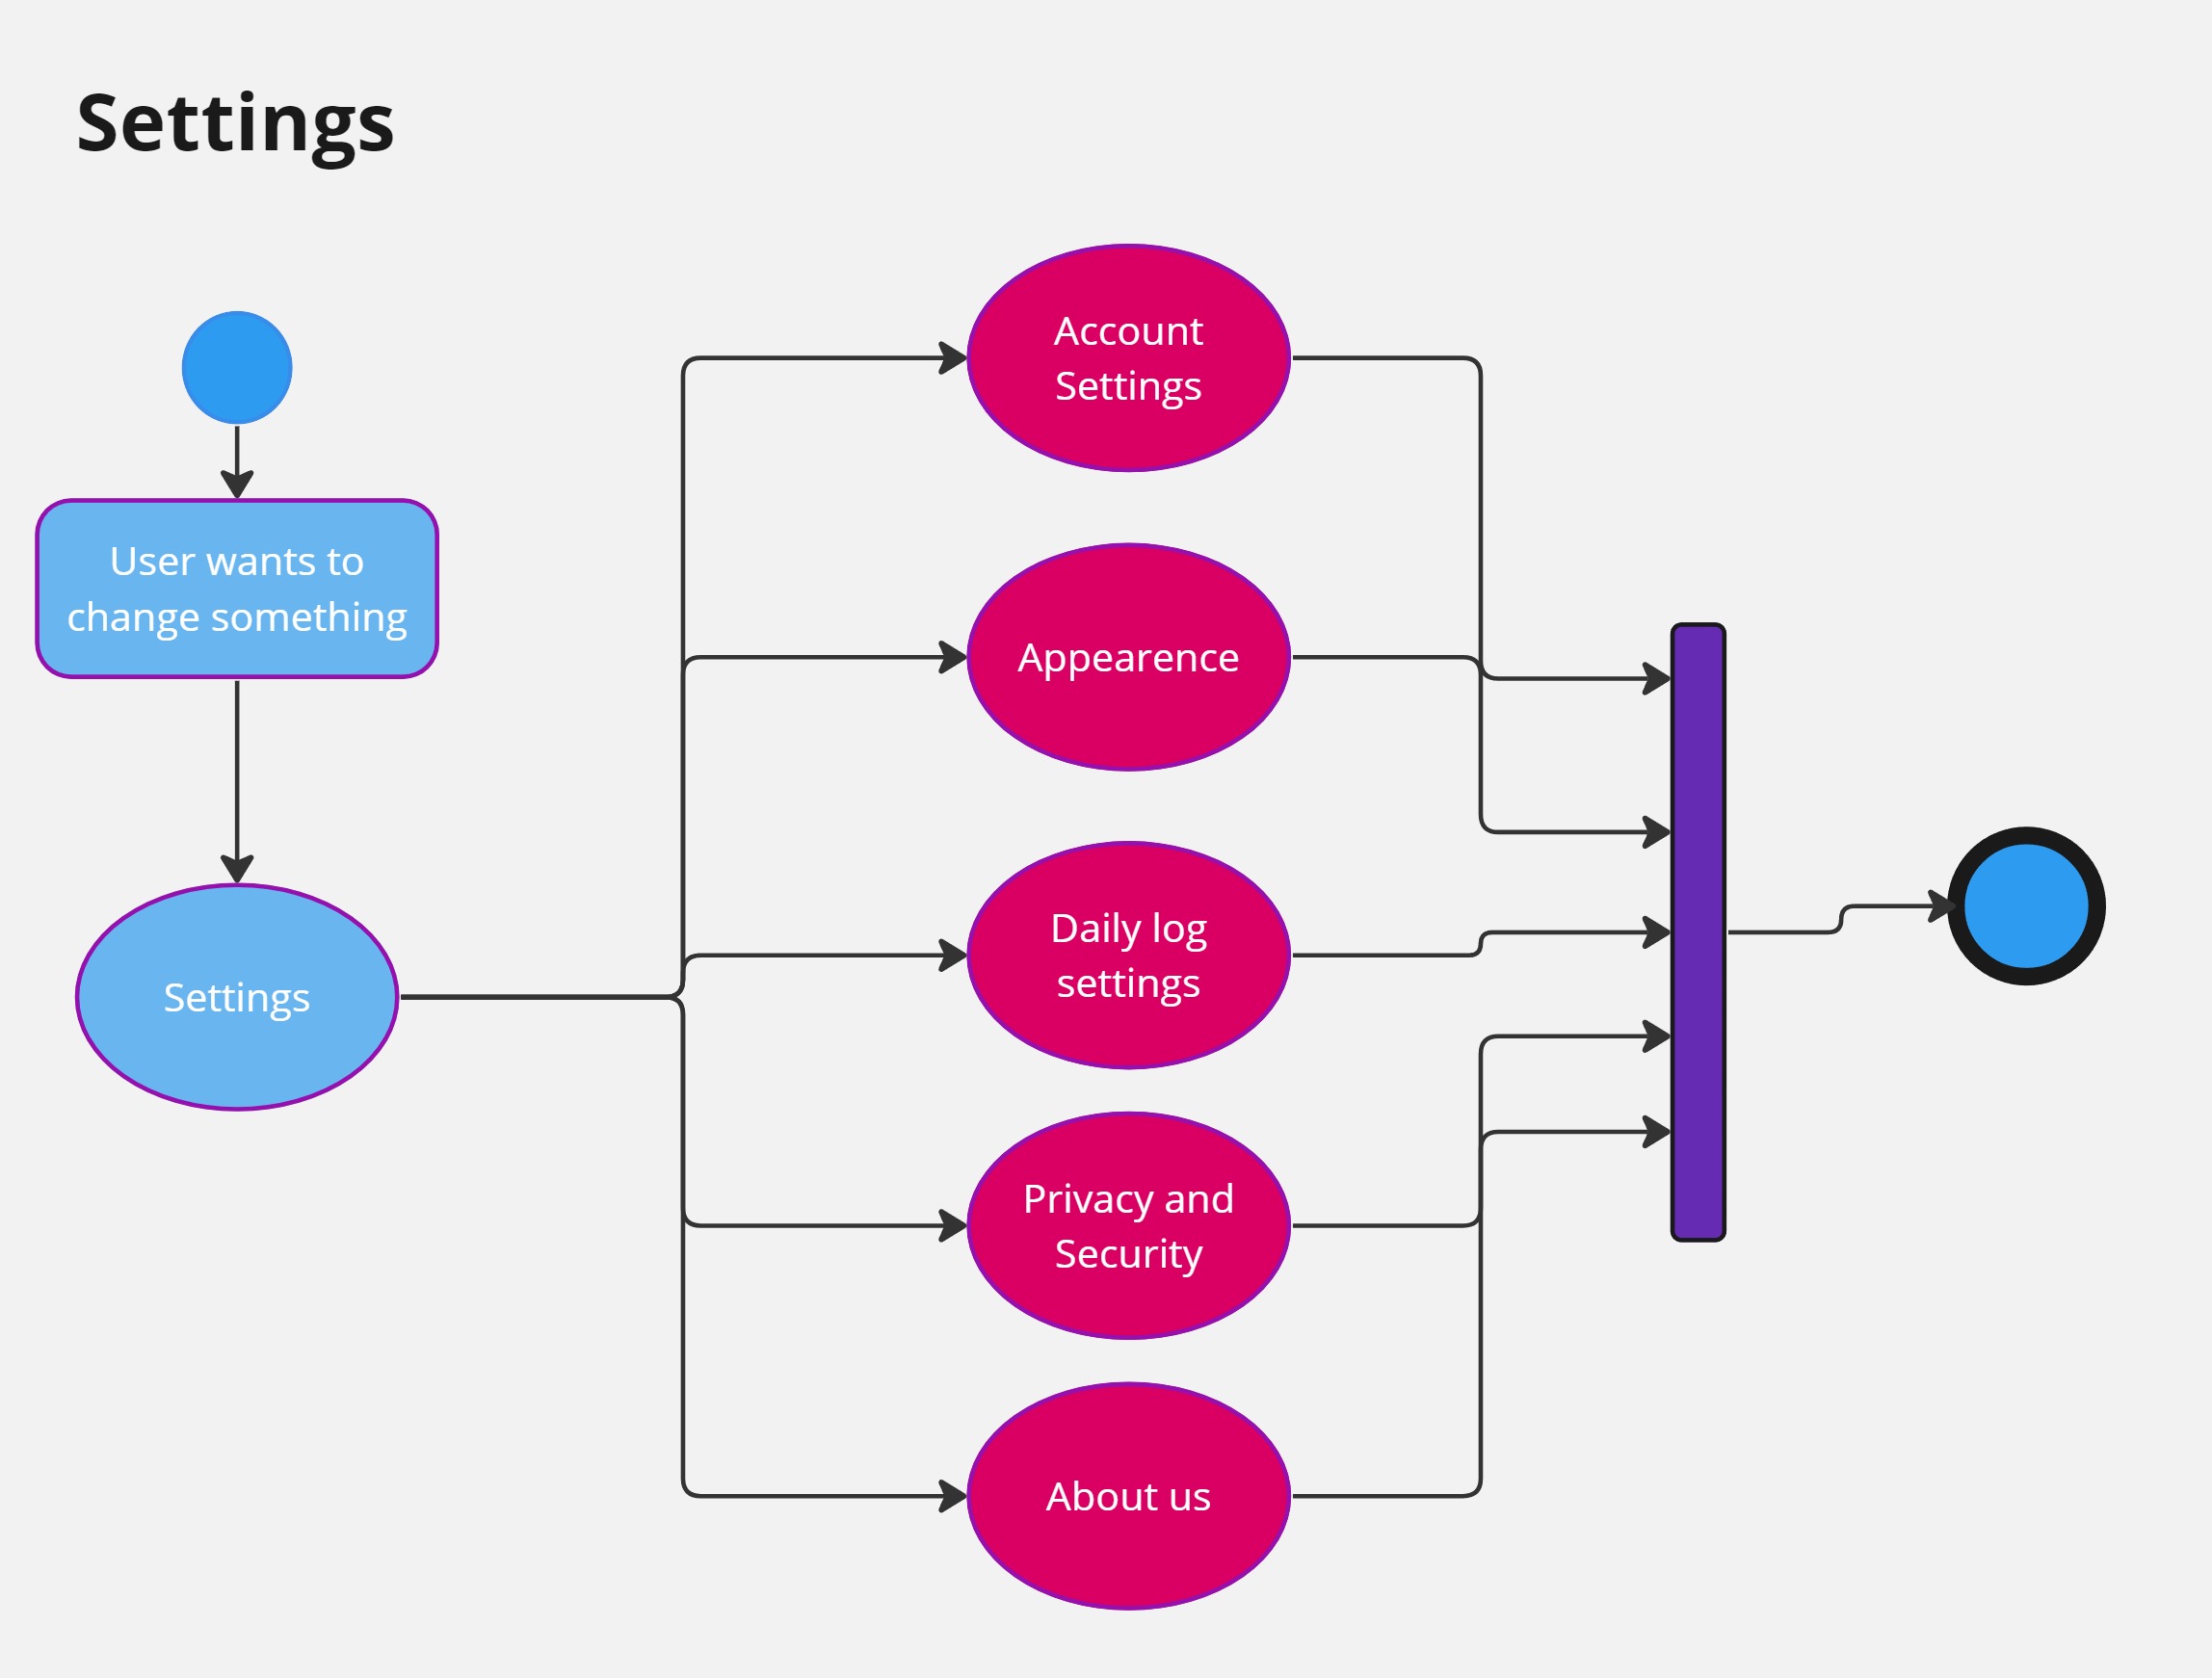 Settings
User wants to
change something
Settings
Account
Settings
Appearence
Daily log
settings
Privacy and
Security
About us